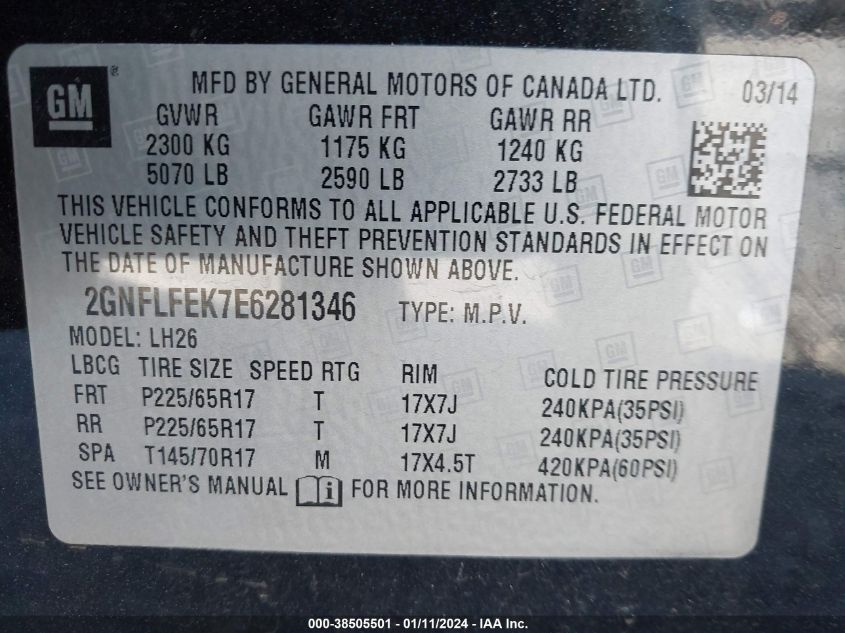 GM ® MFD BY GENERAL MOTORS OF CANADA LTD. 03/14
GVWR GAWR FRT GAWR RR
2300 KG 1175 KG 1240 KG
5070 LB 2590 LB 2733 LB
THIS VEHICLE CONFORMS TO ALL APPLICABLE U.S. FEDERAL MOTOR
VEHICLE SAFETY AND THEFT PREVENTION STANDARDS IN EFFECT ON
THE DATE OF MANUFACTURE SHOWN ABOVE.
2GNFLFEK7E6281346 TYPE: M.P.V.
MODEL: LH26
LBCG TIRE SIZE SPEED RTG RIM COLD TIRE PRESSURE
FRT P225/65R17 T 17X7J 240KPA(35PSI)
RR P225/65R17 T 17X7J 240KPA(35PSI)
SPA T145/70R17 M 17X4.5T 420KPA(60PSI)
SEE OWNER'S MANUAL i FOR MORE INFORMATION.
000-38505501 - 01/11/2024 - IAA Inc.